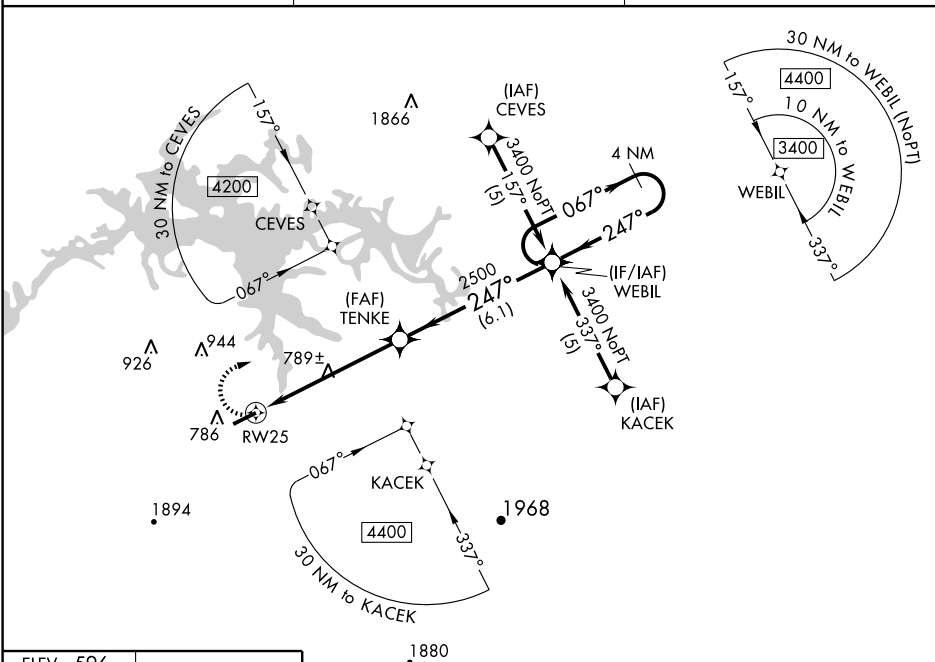 30 NM to CEVES
157°
4200
CEVES
067°
1866
(IAF)
CEVES
3400 NoPT
157°
(5)
4 NM
067°
247°
(IF/IAF)
WEBIL
2500
247°
(6.1)
3400 NoPT
337°
(5)
(IAF)
KACEK
30 NM to WEBIL (NoPT)
4400
157°
10 NM to WEBIL
3400
WEBIL
337°
(FAF)
TENKE
926
944
789±
786
RW25
067°
KACEK
4400
337°
30 NM to KACEK
1894
1968
1880
ELEV 596